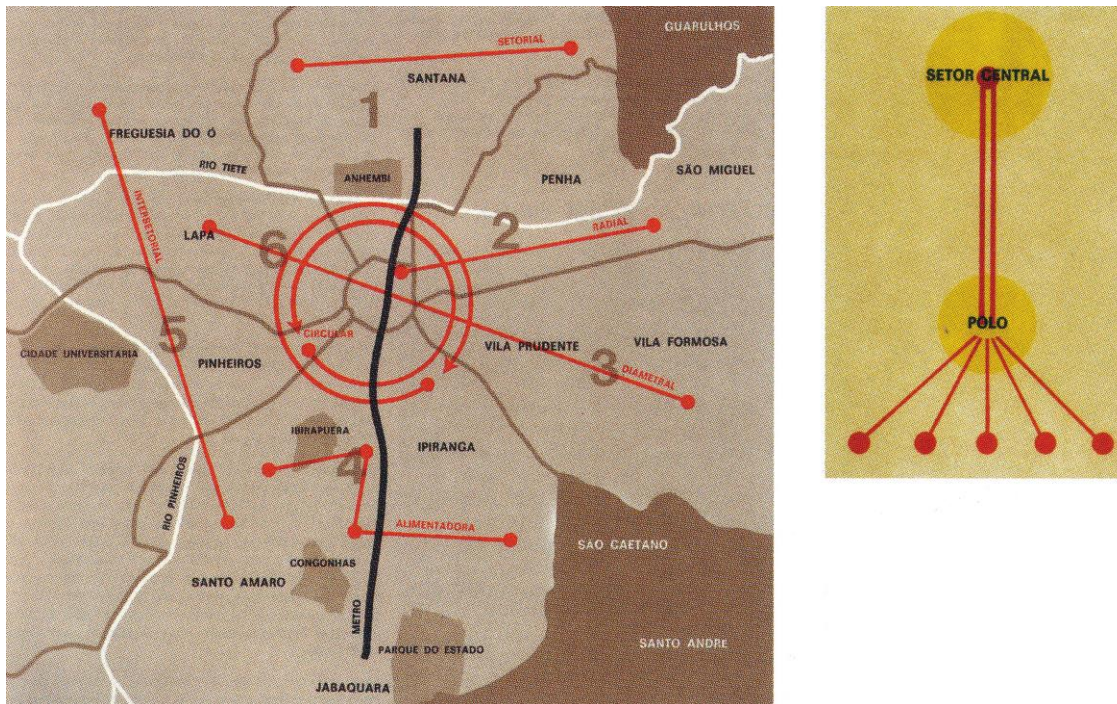 GUARULHOS
SETORIAL
SANTANA
1
FREGUESIA DO Ó
RIO TIETE
ANHEMBI
PENHA
SÃO MIGUEL
INTERSETORIAL
LAPA
6
2
RADIAL
CIRCULAR
5
CIDADE UNIVERSITARIA
PINHEIROS
VILA PRUDENTE
VILA FORMOSA
3
DIAMETRAL
IBIRAPUERA
4
IPIRANGA
RIO PINHEIROS
ALIMENTADORA
SÃO CAETANO
CONGONHAS
SANTO AMARO
METRO
PARQUE DO ESTADO
SANTO ANDRE
JABAQUARA
SETOR CENTRAL
POLO